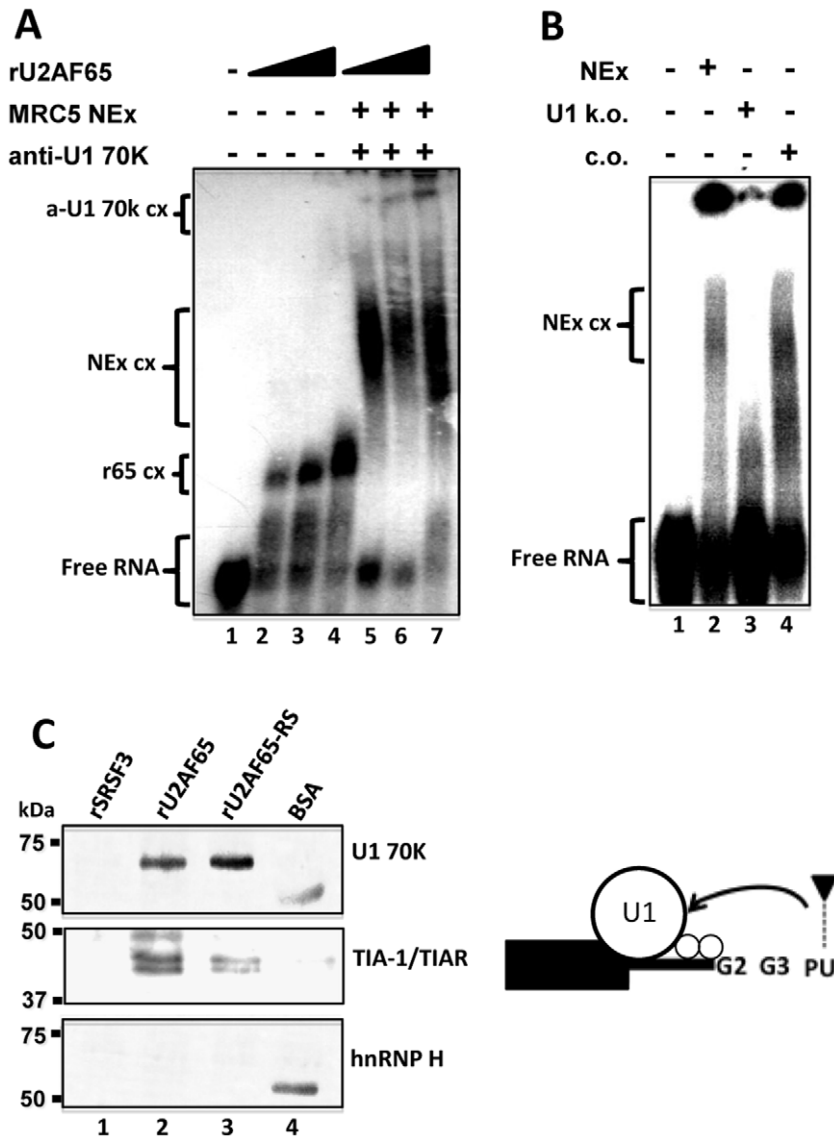 A
rU2AF65 -
MRC5 NEx - - - - + + +
anti-U1 70K - - - - + + +
a-U1 70k cx
NEx cx
r65 cx
Free RNA
1 2 3 4 5 6 7
B
NEx - + - -
U1 k.o. - - + -
c.o. - - - +
NEx cx
Free RNA
1 2 3 4
C
rSRSF3 rU2AF65 rU2AF65-RS BSA
kDa
75
50
U1 70K
50
37
TIA-1/TIAR
75
50
hnRNP H
1 2 3 4
U1
G2 G3 PU